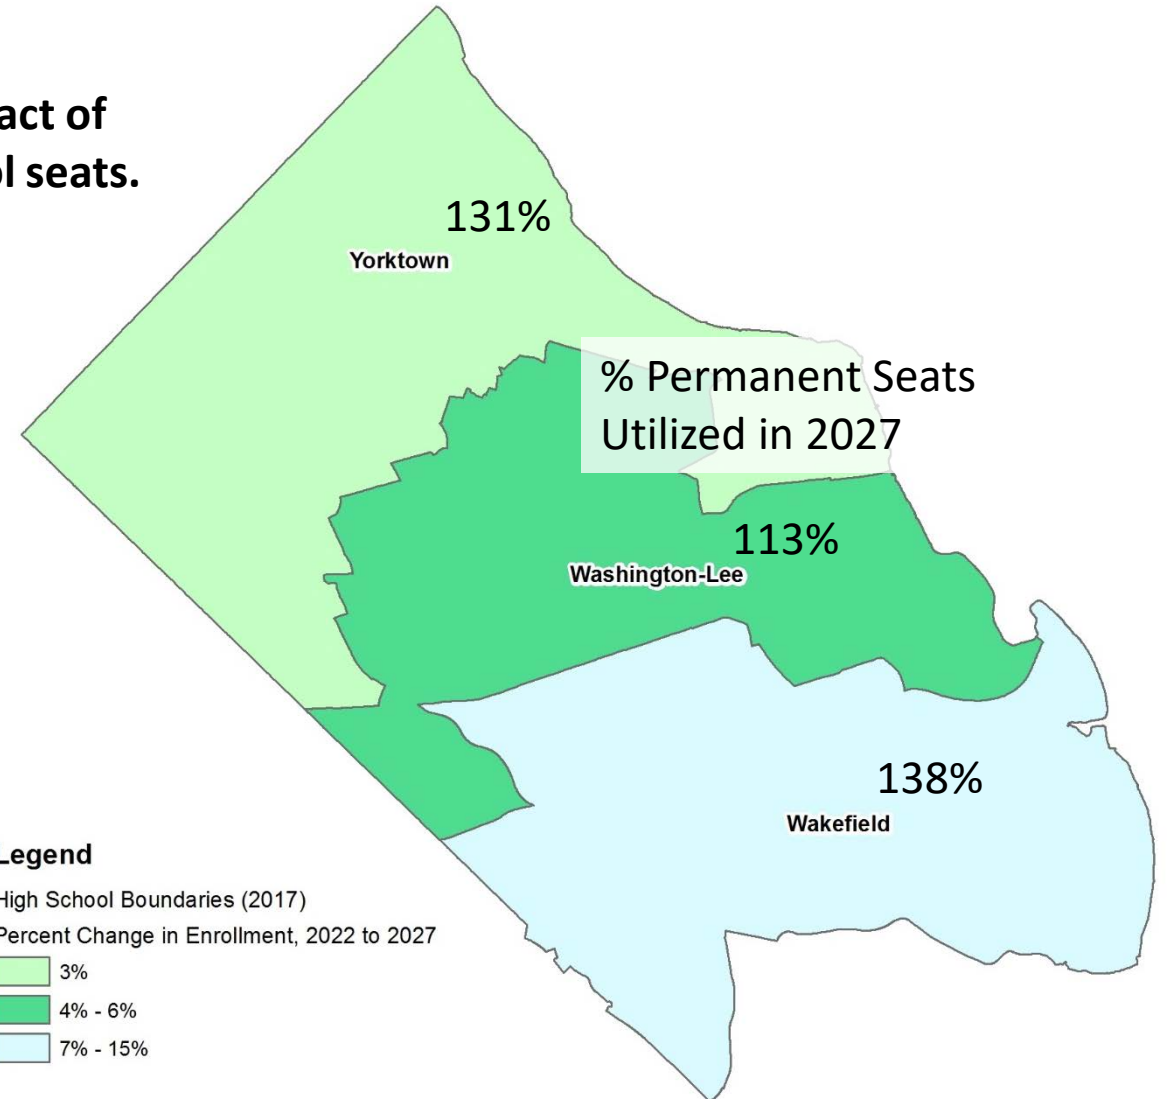 act of
ol seats.
131%
Yorktown
% Permanent Seats
Utilized in 2027
113%
Washington-Lee
138%
Wakefield
Legend
High School Boundaries (2017)
Percent Change in Enrollment, 2022 to 2027
3%
4% - 6%
7% - 15%